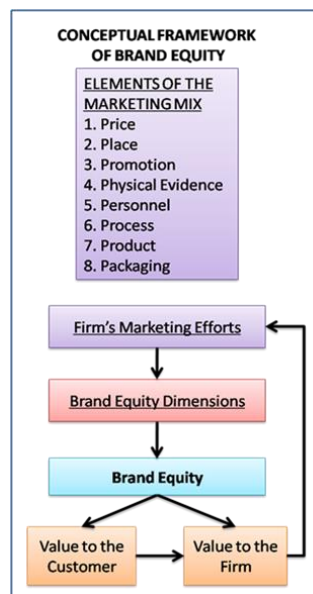 CONCEPTUAL FRAMEWORK
OF BRAND EQUITY
ELEMENTS OF THE
MARKETING MIX
1. Price
2. Place
3. Promotion
4. Physical Evidence
5. Personnel
6. Process
7. Product
8. Packaging
Firm's Marketing Efforts
Brand Equity Dimensions
Brand Equity
Value to the
Customer
Value to the
Firm